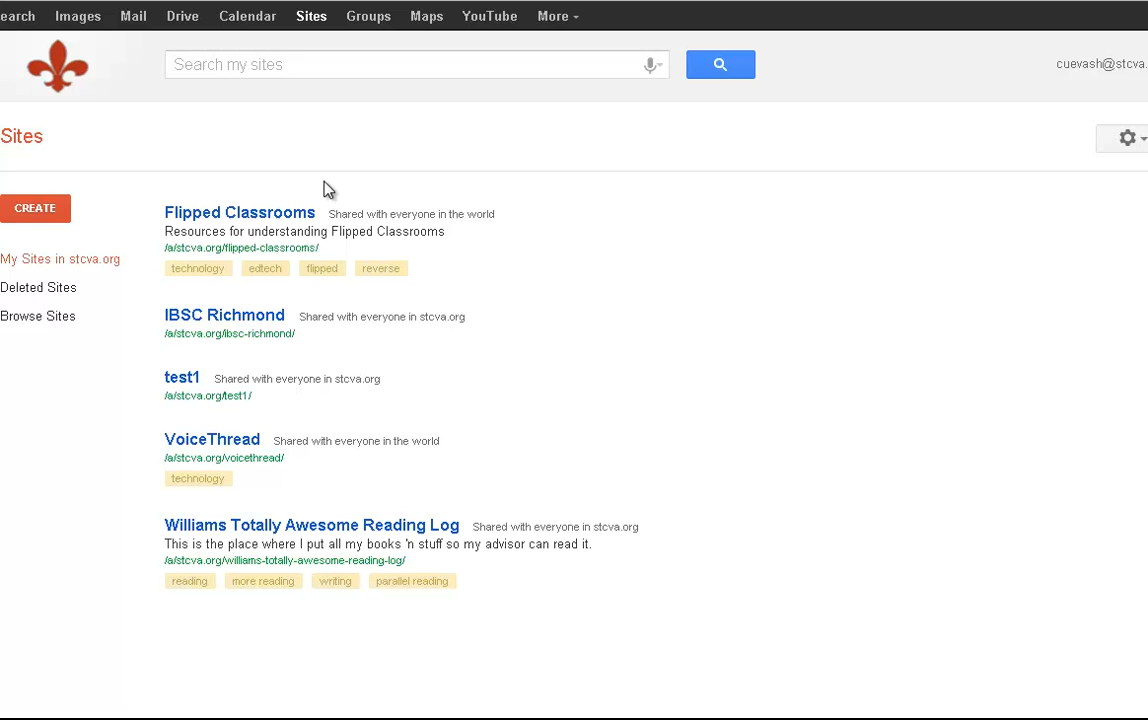 earch Images Mail Drive Calendar Sites Groups Maps YouTube More
Search my sites
cuevash@stcva.
Sites
CREATE
My Sites in stcva.org
Deleted Sites
Browse Sites
Flipped Classrooms Shared with everyone in the world
Resources for understanding Flipped Classrooms
/a/stcva.org/flipped-classrooms/
technology edtech flipped reverse
IBSC Richmond Shared with everyone in stcva.org
/a/stcva.org/ibsc-richmond/
test1 Shared with everyone in stcva.org
/a/stcva.org/test1/
VoiceThread Shared with everyone in the world
/a/stcva.org/voicethread/
technology
Williams Totally Awesome Reading Log Shared with everyone in stcva.org
This is the place where I put all my books 'n stuff so my advisor can read it.
/a/stcva.org/williams-totally-awesome-reading-log/
reading more reading writing parallel reading